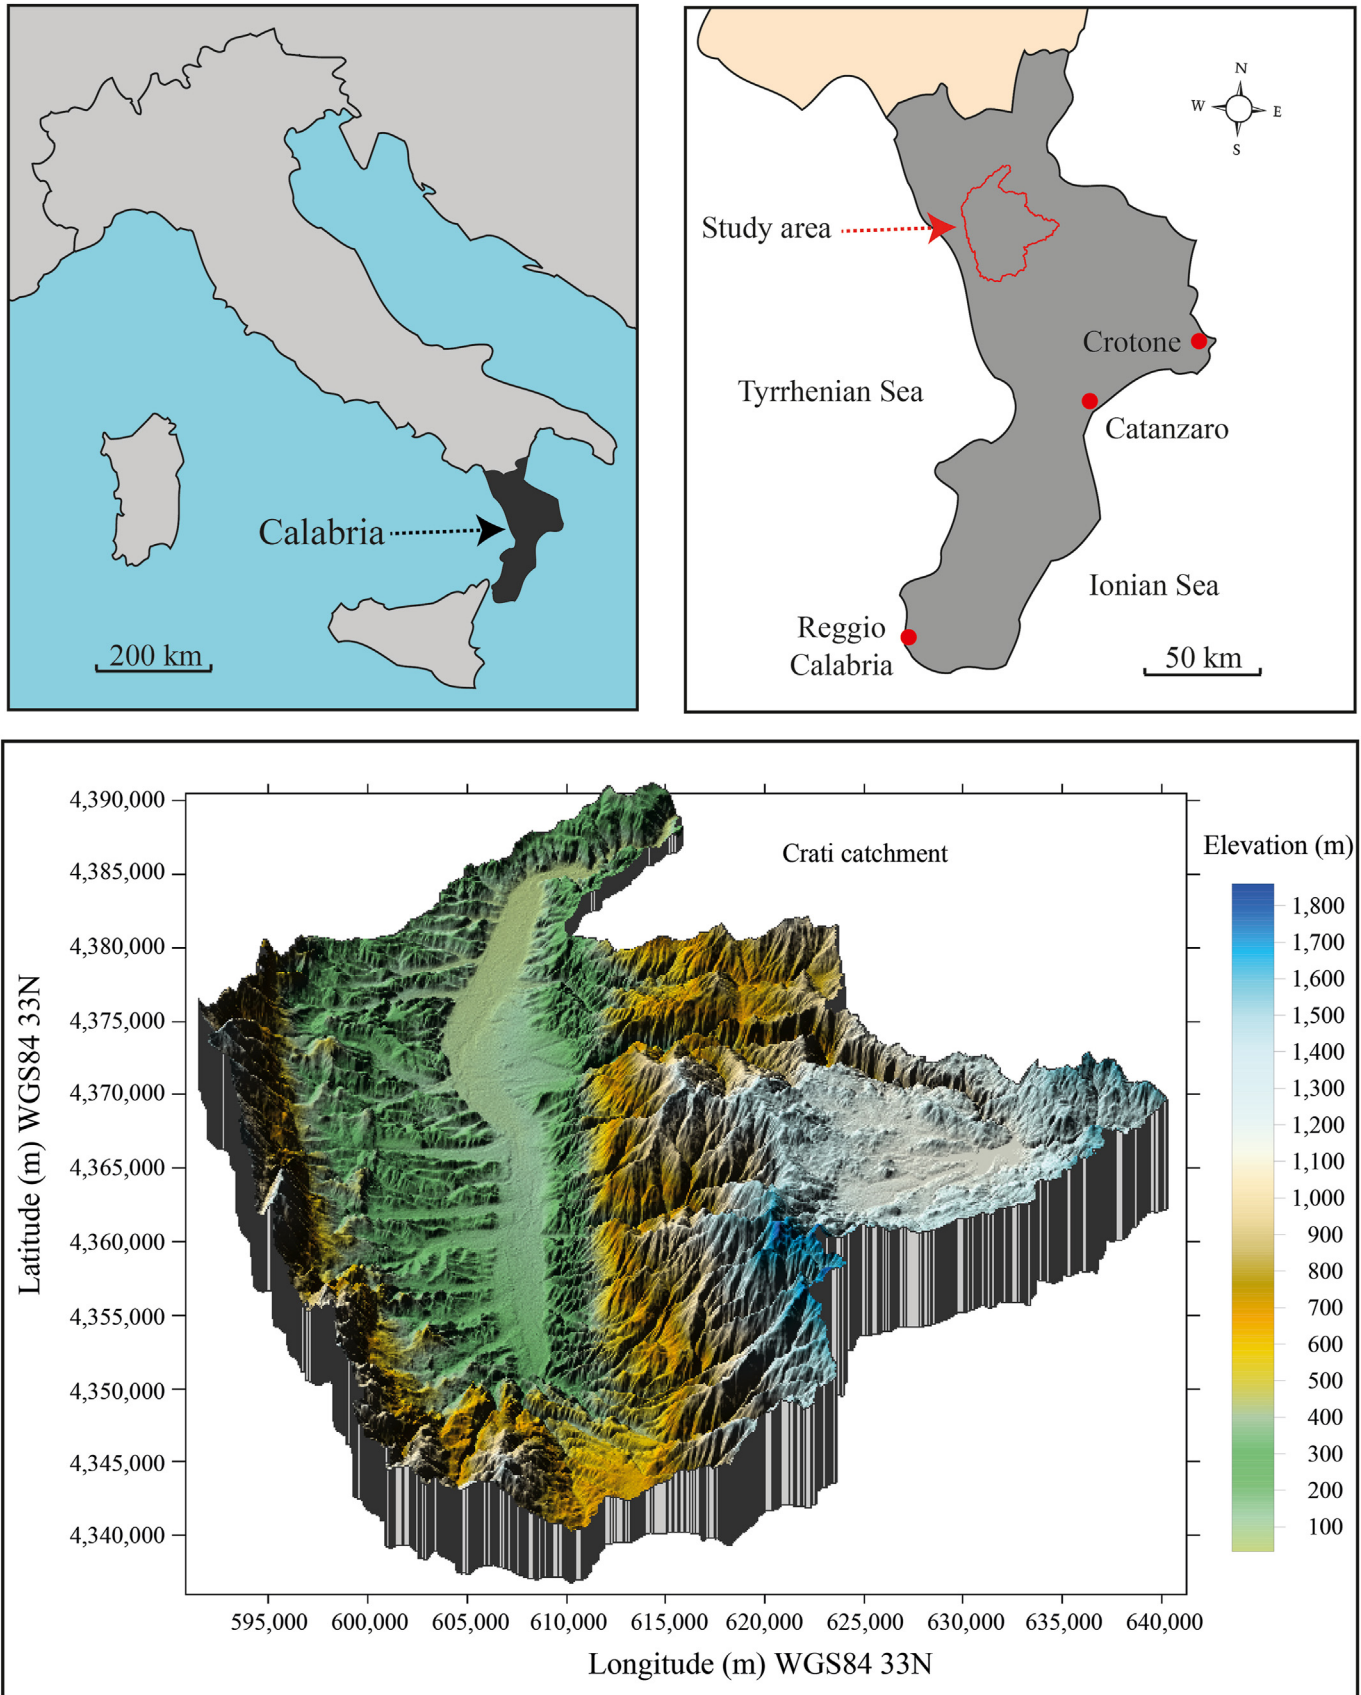 Calabria
200 km
N
W
E
S
Study area
Crotone
Tyrrhenian Sea
Catanzaro
Ionian Sea
Reggio
Calabria
50 km
Crati catchment
Elevation (m)
1,800
1,700
1,600
1,500
1,400
1,300
1,200
1,100
1,000
900
800
700
600
500
400
300
200
100
Latitude (m) WGS84 33N
4,390,000
4,385,000
4,380,000
4,375,000
4,370,000
4,365,000
4,360,000
4,355,000
4,350,000
4,345,000
4,340,000
595,000
600,000
605,000
610,000
615,000
620,000
625,000
630,000
635,000
640,000
Longitude (m) WGS84 33N